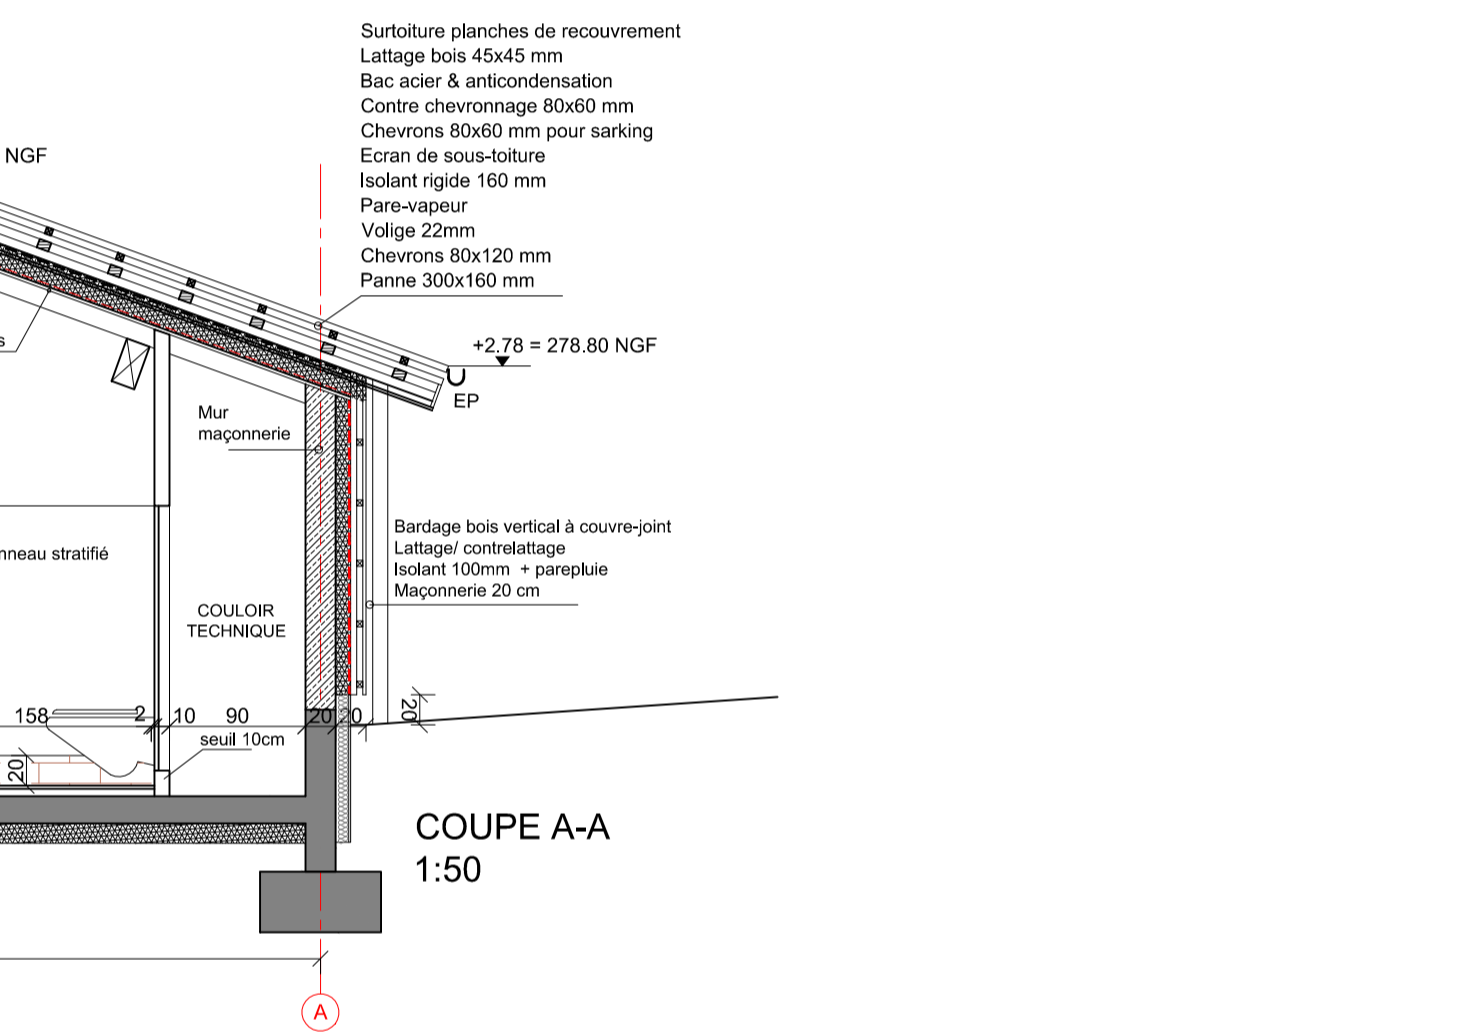 Surtoiture planches de recouvrement
Lattage bois 45x45 mm
Bac acier & anticondensation
Contre chevronnage 80x60 mm
Chevrons 80x60 mm pour sarking
Ecran de sous-toiture
Isolant rigide 160 mm
Pare-vapeur
Volige 22mm
Chevrons 80x120 mm
Panne 300x160 mm
NGF
+2.78 = 278.80 NGF
EP
s
Mur
maçonnerie
Bardage bois vertical à couvre-joint
Lattage/ contrelattage
Isolant 100mm + parepluie
Maçonnerie 20 cm
nneau stratifié
COULOIR
TECHNIQUE
158 2 10 90 20 20 20
seuil 10cm
20
COUPE A-A
1:50
A